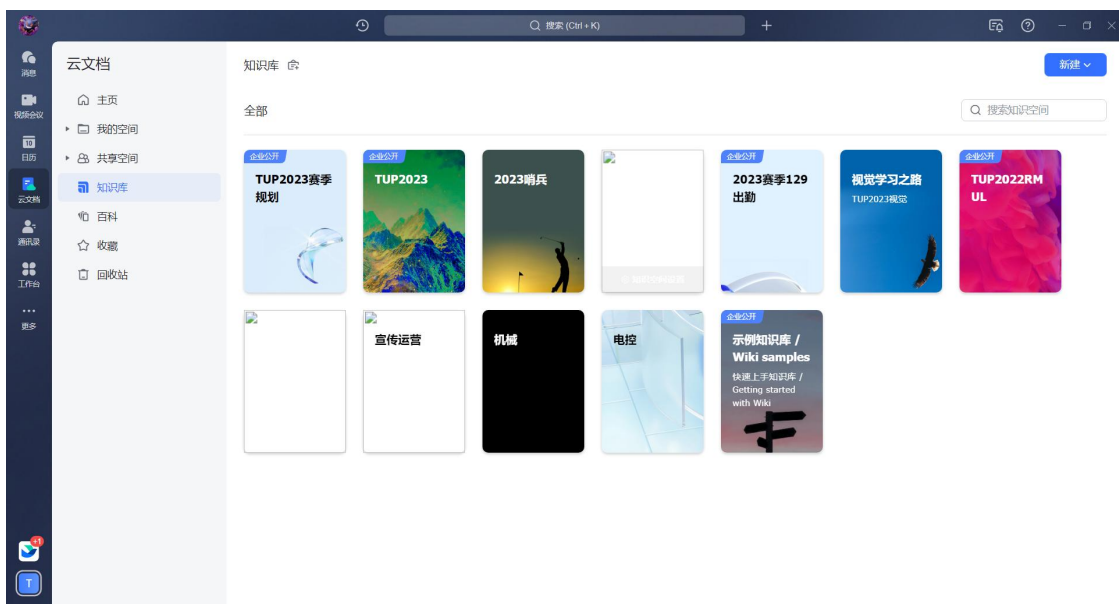 搜索 (Ctrl + K)
消息
视频会议
10
日历
云文档
通讯录
工作台
更多
+1
T
云文档
主页
我的空间
共享空间
知识库
百科
收藏
回收站
知识库
新建
全部
搜索知识空间
企业公开
TUP2023赛季
规划
企业公开
TUP2023
2023哨兵
企业公开
2023赛季129
出勤
视觉学习之路
TUP2023视觉
企业公开
TUP2022RM
UL
宣传运营
机械
电控
企业公开
示例知识库 /
Wiki samples
快速上手知识库 /
Getting started
with Wiki